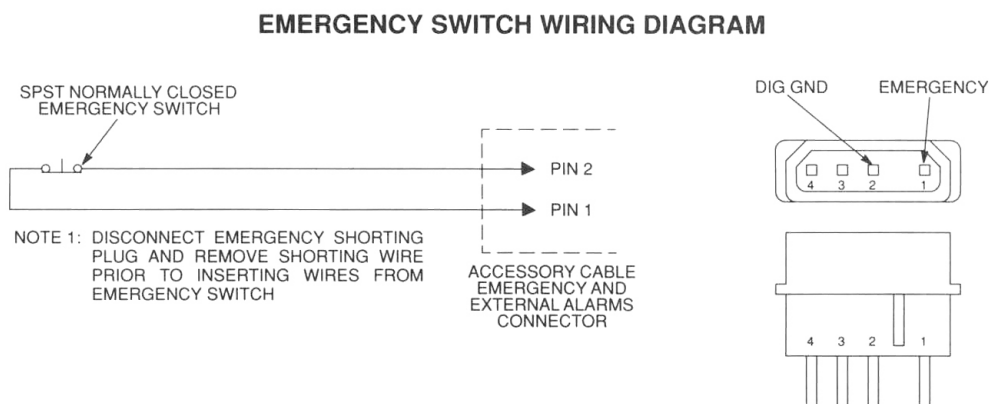 EMERGENCY SWITCH WIRING DIAGRAM
SPST NORMALLY CLOSED
EMERGENCY SWITCH
PIN 2
PIN 1
NOTE 1: DISCONNECT EMERGENCY SHORTING
PLUG AND REMOVE SHORTING WIRE
PRIOR TO INSERTING WIRES FROM
EMERGENCY SWITCH
ACCESSORY CABLE
EMERGENCY AND
EXTERNAL ALARMS
CONNECTOR
DIG GND
EMERGENCY
4 3 2 1
4 3 2 1